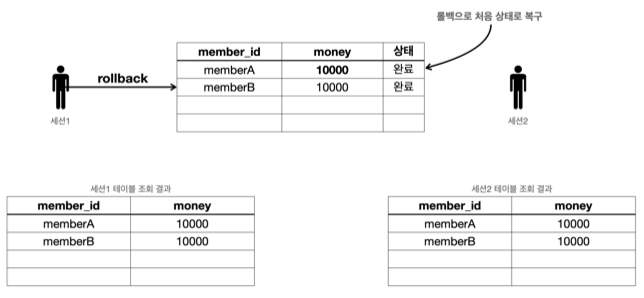 롤백으로 처음 상태로 복구
member_id money 상태
rollback
memberA 10000 완료
memberB 10000 완료
세션1
세션2
세션1 테이블 조회 결과
member_id money
memberA 10000
memberB 10000
세션2 테이블 조회 결과
member_id money
memberA 10000
memberB 10000